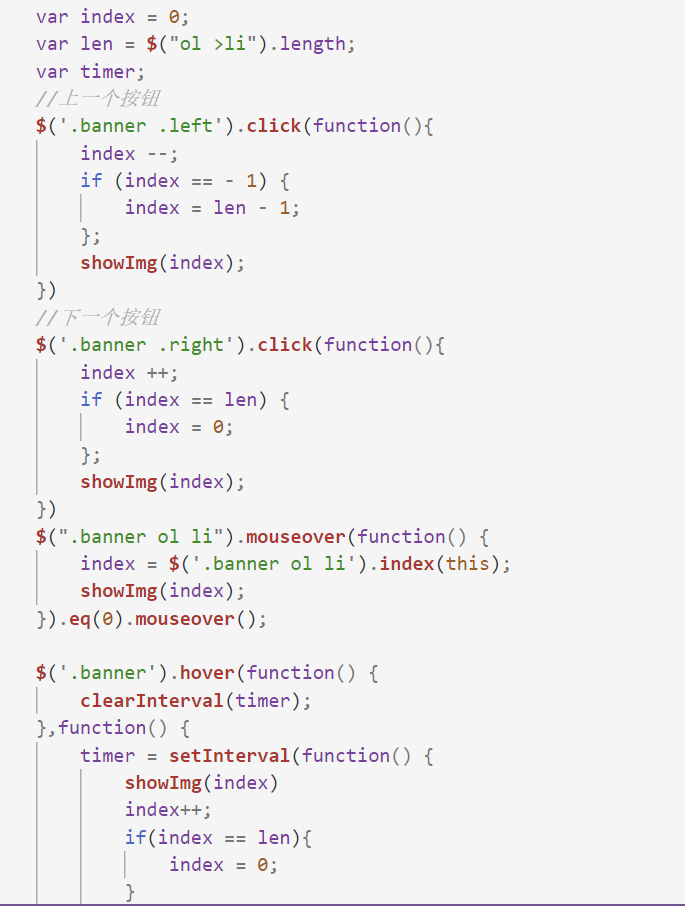 var index = 0;
var len = $("ol >li").length;
var timer;
//上一个按钮
$('.banner .left').click(function(){
    index --;
    if (index == - 1) {
        index = len - 1;
    };
    showImg(index);
})
//下一个按钮
$('.banner .right').click(function(){
    index ++;
    if (index == len) {
        index = 0;
    };
    showImg(index);
})
$(".banner ol li").mouseover(function() {
    index = $('.banner ol li').index(this);
    showImg(index);
}).eq(0).mouseover();

$('.banner').hover(function() {
    clearInterval(timer);
},function() {
    timer = setInterval(function() {
        showImg(index)
        index++;
        if(index == len){
            index = 0;
        }